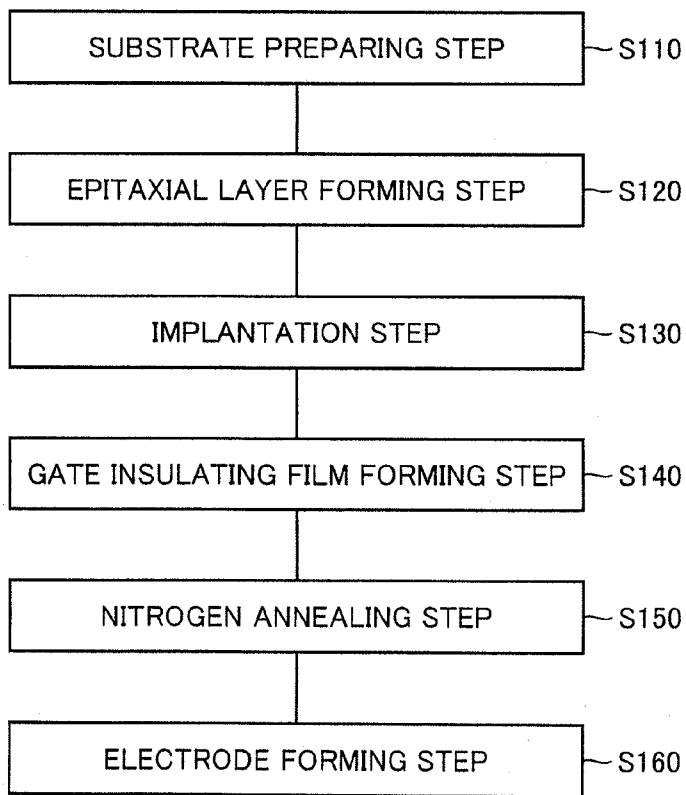 SUBSTRATE PREPARING STEP ~ S110
EPITAXIAL LAYER FORMING STEP ~ S120
IMPLANTATION STEP ~ S130
GATE INSULATING FILM FORMING STEP ~ S140
NITROGEN ANNEALING STEP ~ S150
ELECTRODE FORMING STEP ~ S160